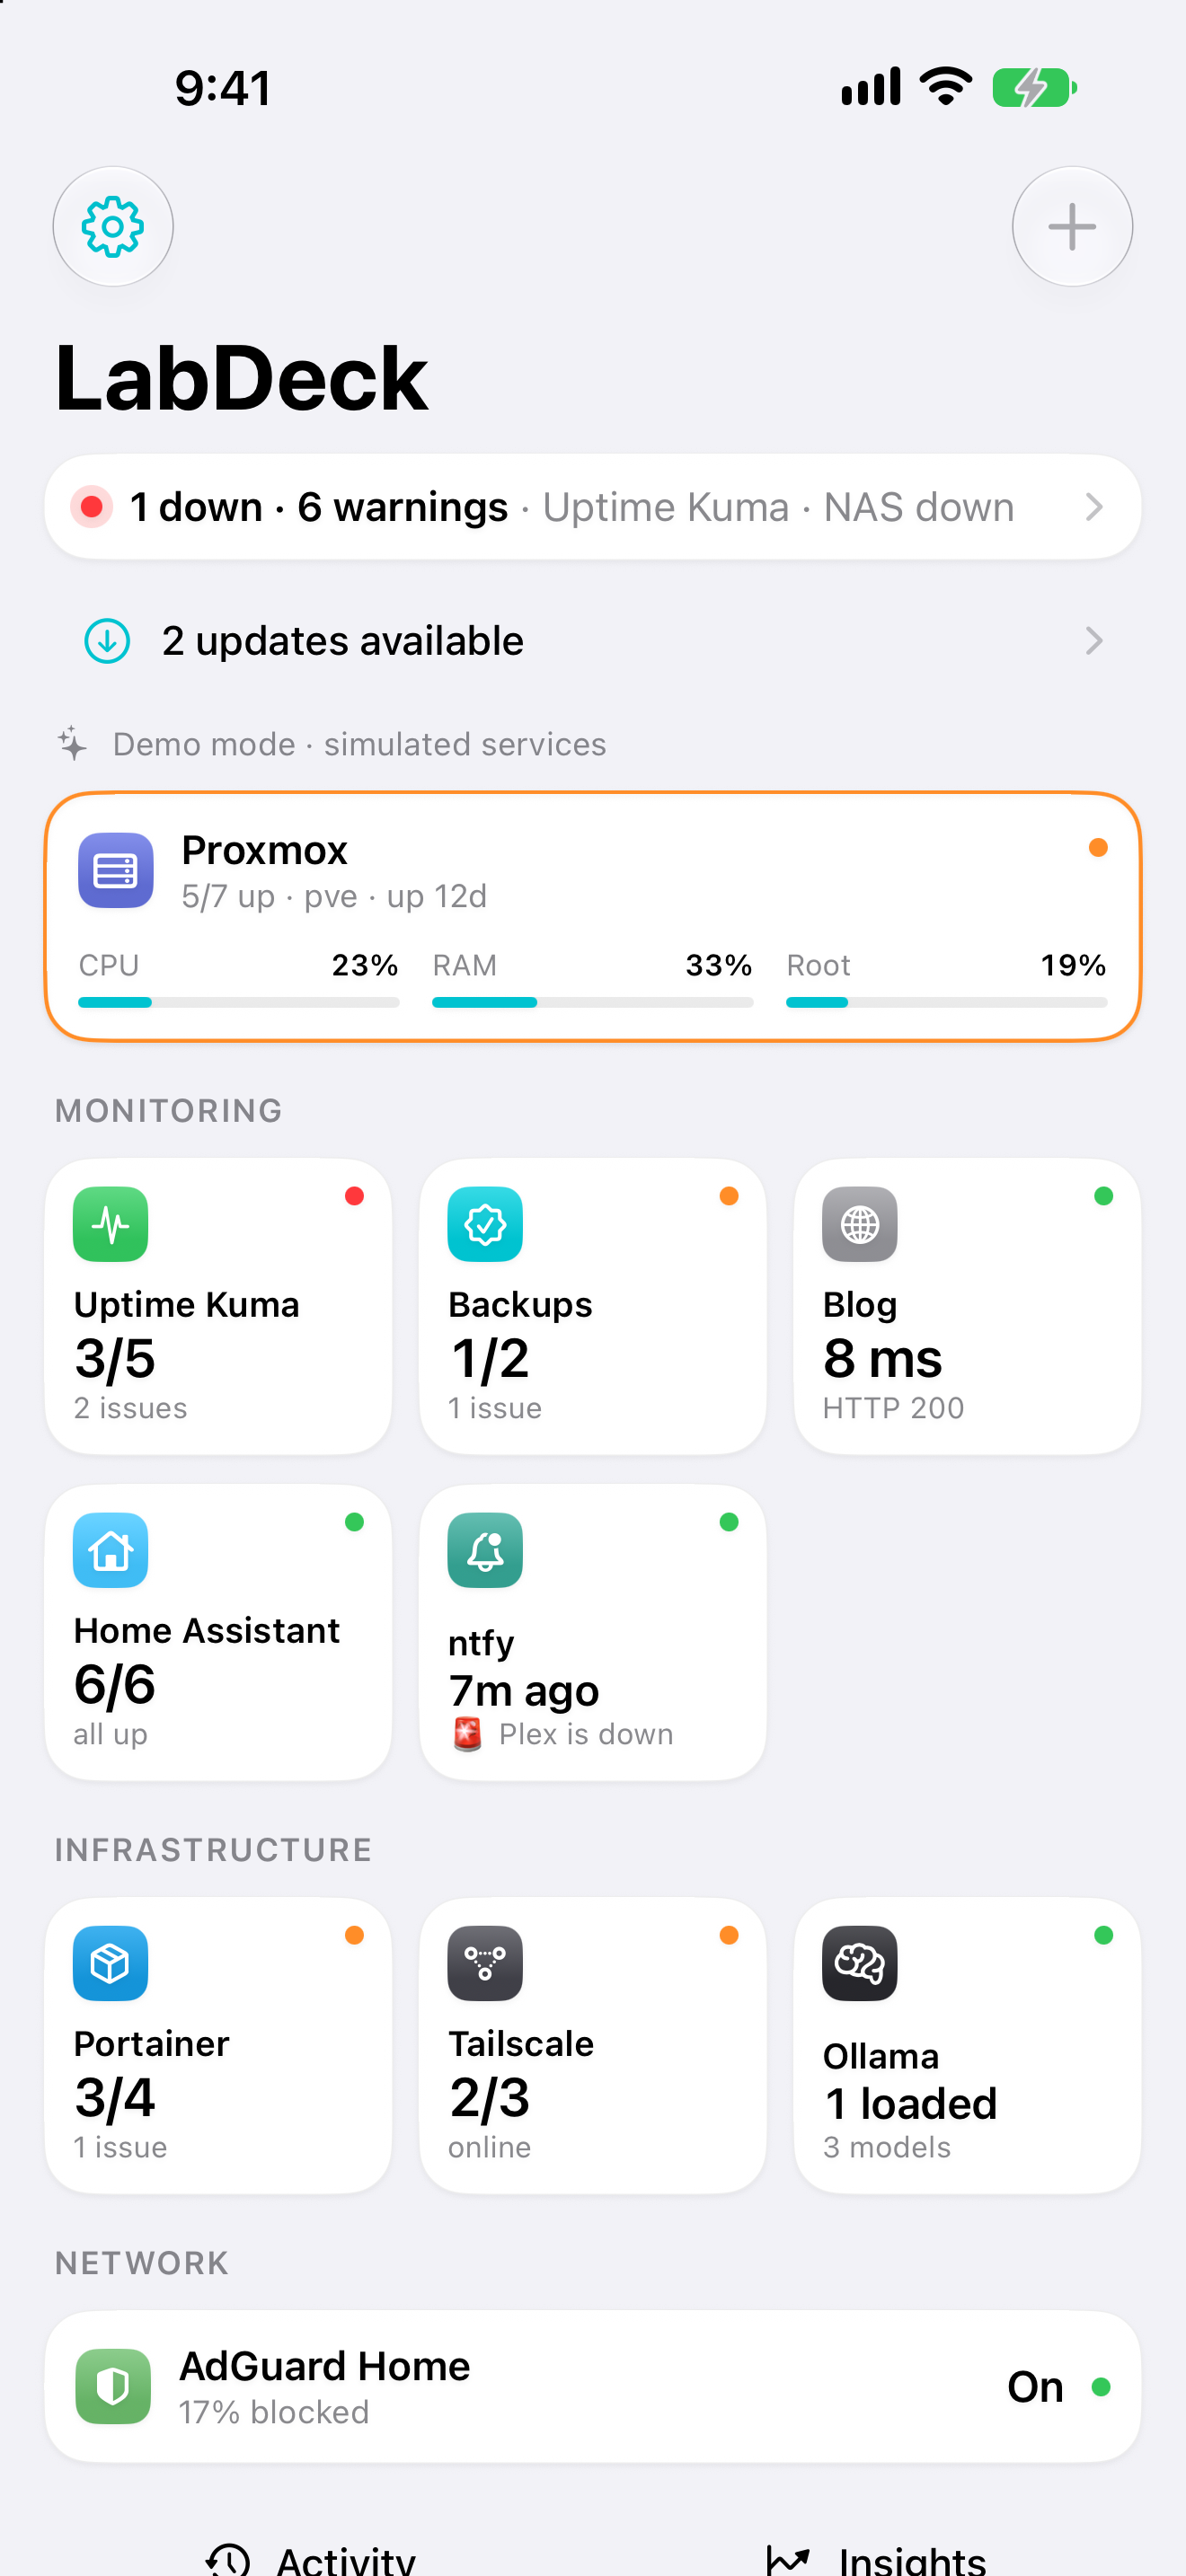 9:41
LabDeck
1 down · 6 warnings · Uptime Kuma · NAS down
2 updates available
Demo mode · simulated services
Proxmox
5/7 up · pve · up 12d
CPU 23% RAM 33% Root 19%
MONITORING
Uptime Kuma
3/5
2 issues
Backups
1/2
1 issue
Blog
8 ms
HTTP 200
Home Assistant
6/6
all up
ntfy
7m ago
🚨 Plex is down
INFRASTRUCTURE
Portainer
3/4
1 issue
Tailscale
2/3
online
Ollama
1 loaded
3 models
NETWORK
AdGuard Home
17% blocked
On
Activity
Insights